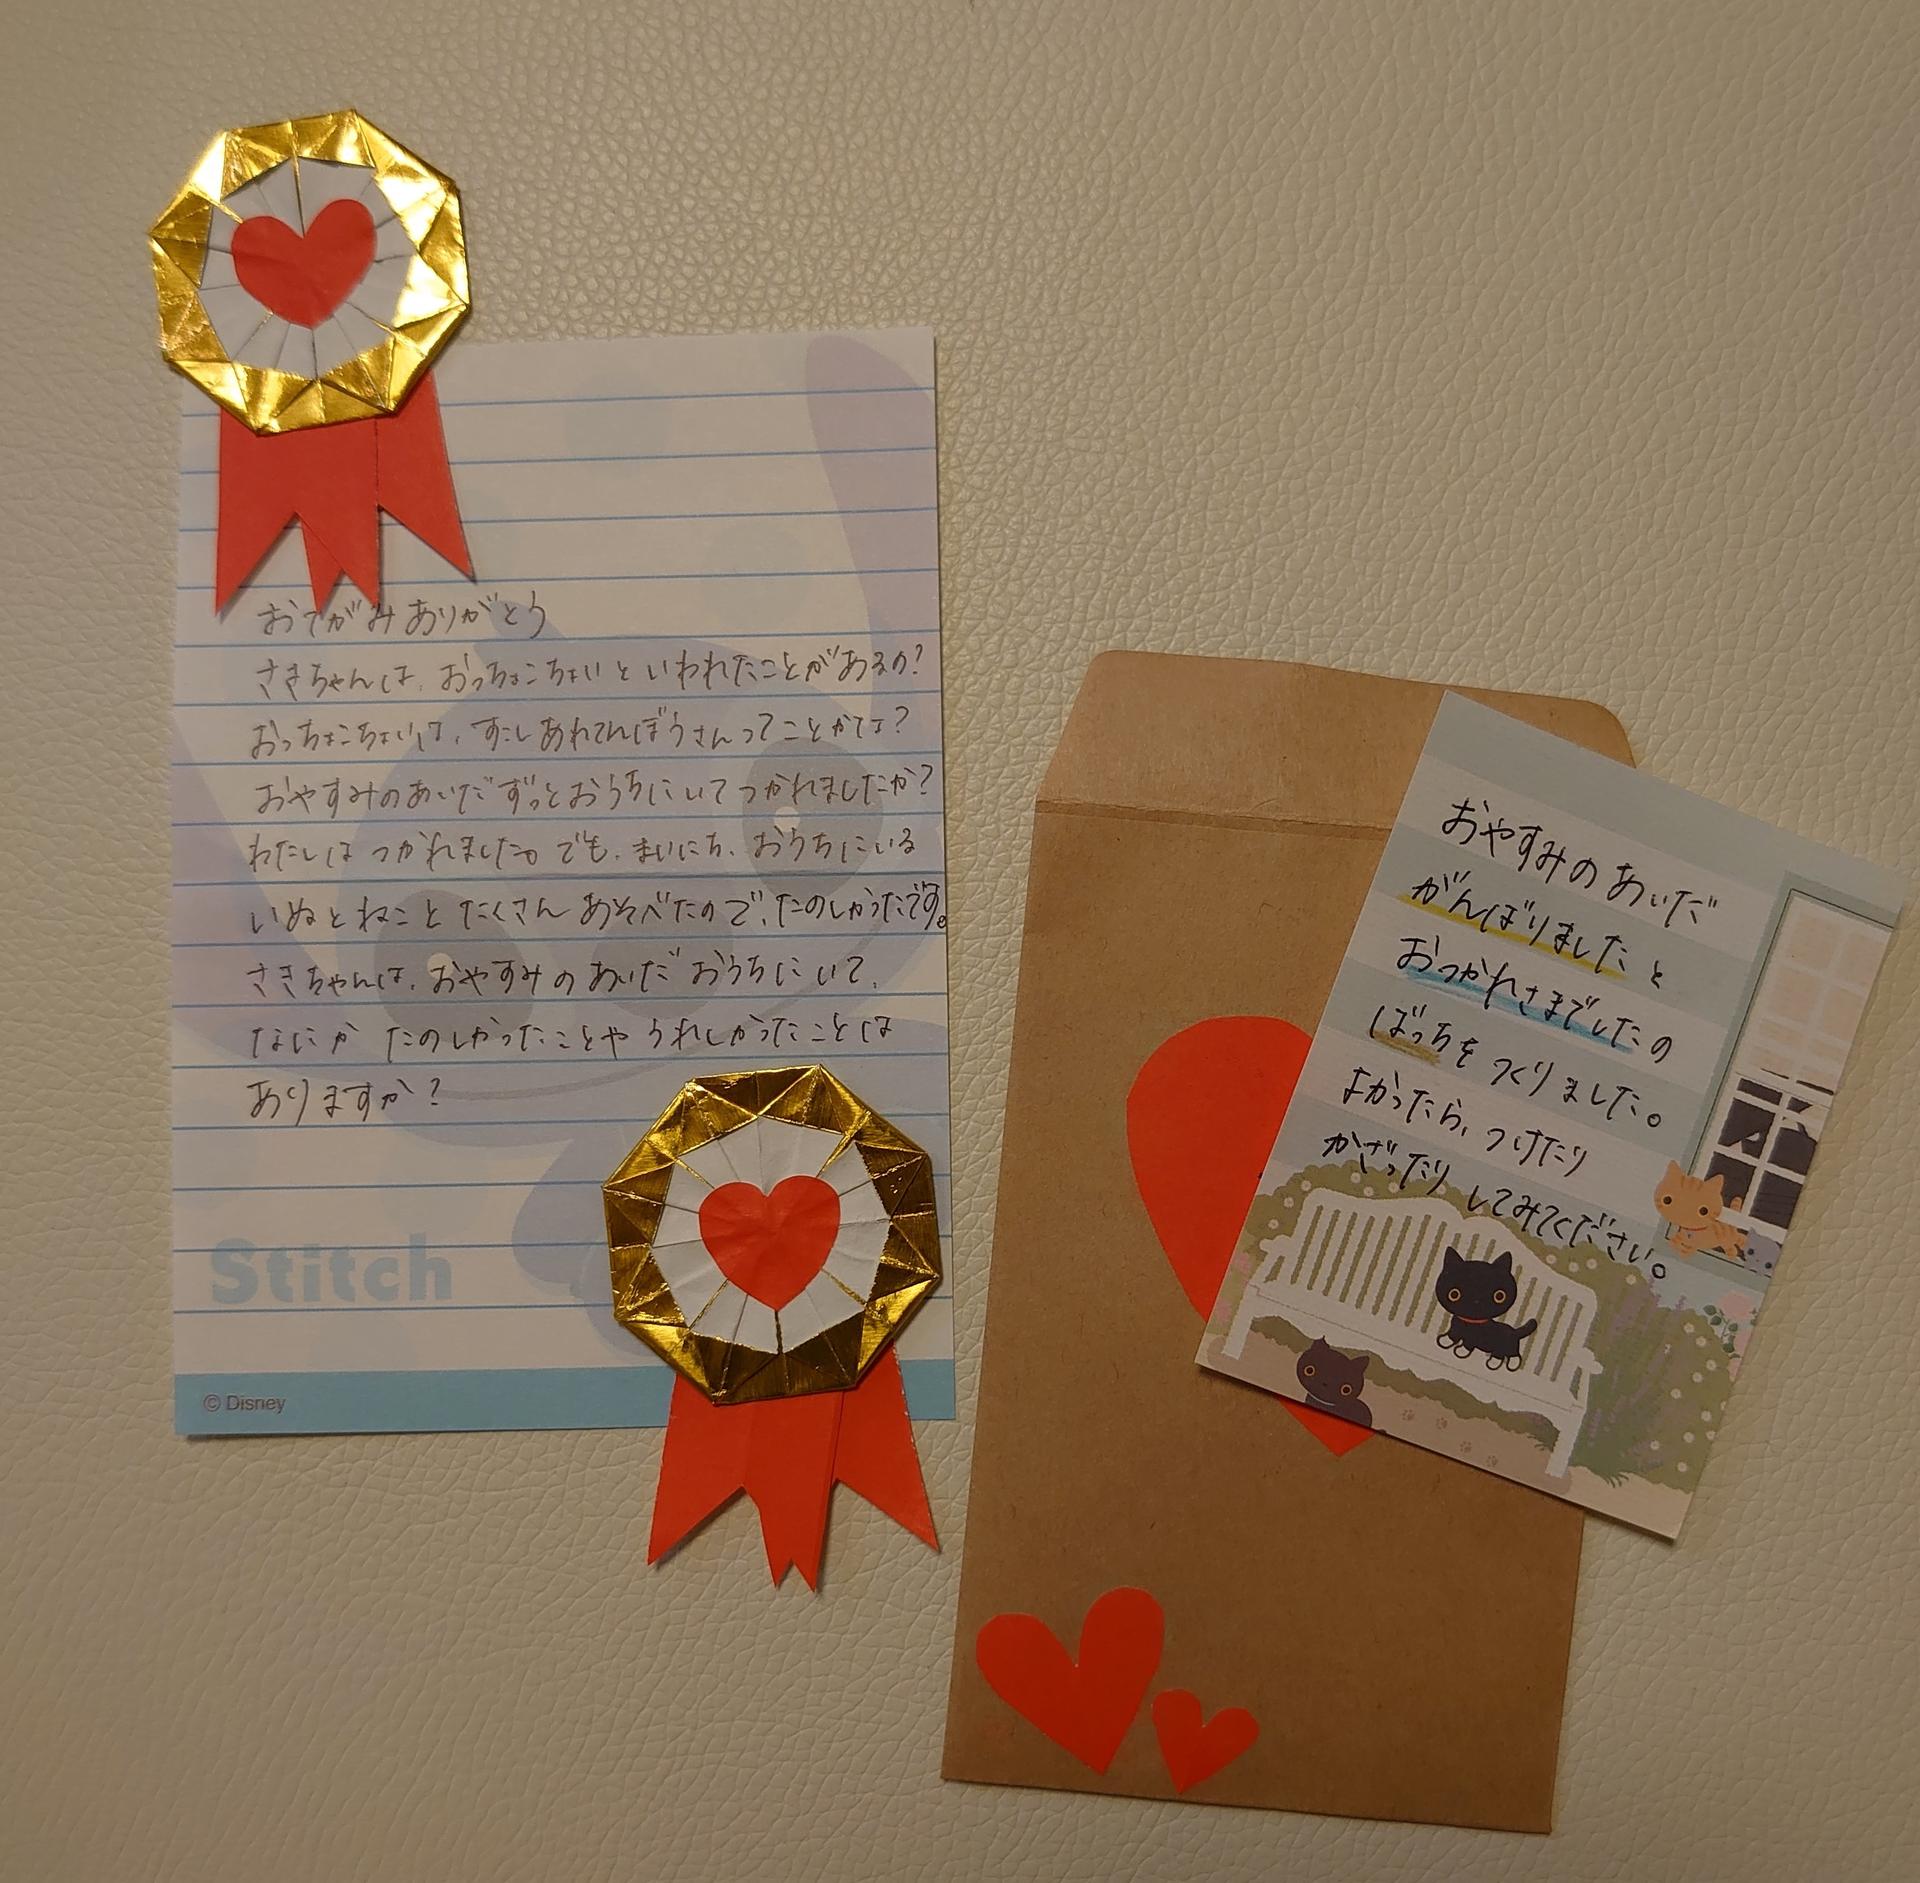 おてがみありがとう
さきちゃんは、おっちょこちょいといわれたことがあるの?
おっちょこちょいは、すこしあわてんぼうさんってことかな?
おやすみのあいだずっとおうちにいてつかれましたか?
わたしはつかれました。でも、まいにち、おうちにいる
いぬとねことたくさんあそべたので、たのしかったです。
さきちゃんは、おやすみのあいだおうちにいて、
なにかたのしかったことやうれしかったことは
ありますか?
Stitch
© Disney
おやすみのあいだ
がんばりましたと
おつかれさまでしたの
ばっちをつくりました。
よかったら、つけたり
かざったりしてみてください。